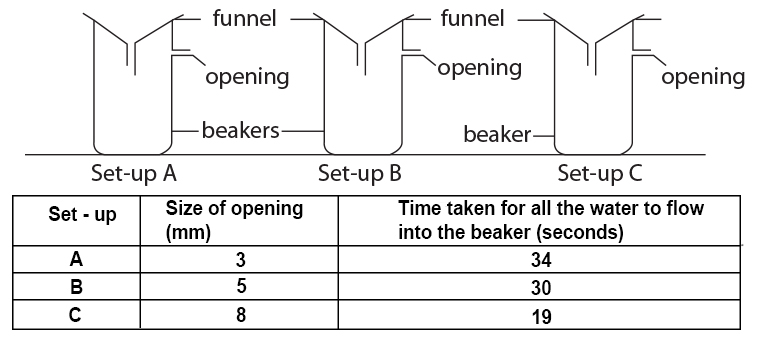 funnel funnel
opening opening opening
beakers beaker
Set-up A Set-up B Set-up C
Set - up Size of opening (mm) Time taken for all the water to flow into the beaker (seconds)
A 3 34
B 5 30
C 8 19